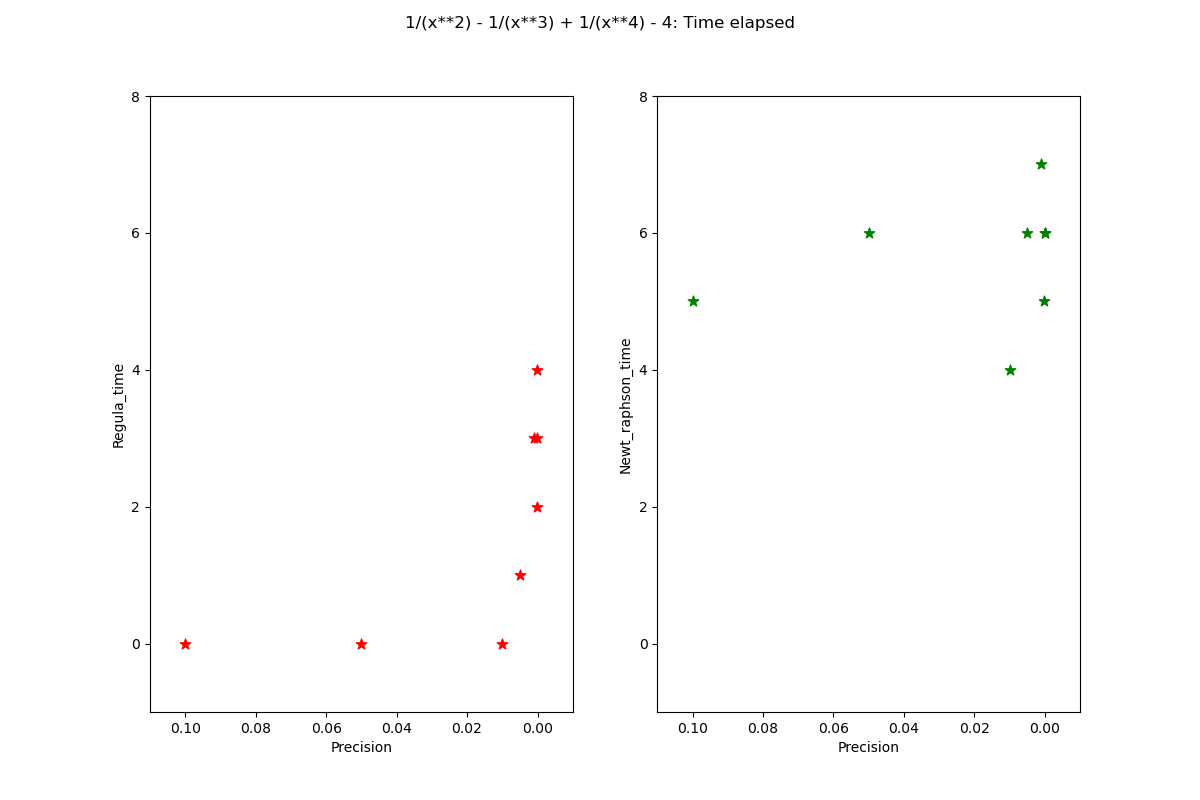 1/(x**2) - 1/(x**3) + 1/(x**4) - 4: Time elapsed
8
6
4
2
0
Regula_time
0.10 0.08 0.06 0.04 0.02 0.00
Precision
8
6
4
2
0
Newt_raphson_time
0.10 0.08 0.06 0.04 0.02 0.00
Precision